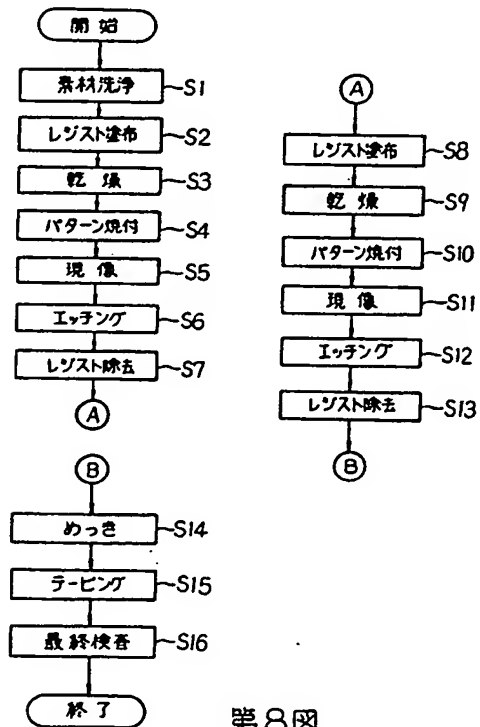 開始
素材洗浄 S1
レジスト塗布 S2
乾燥 S3
パターン焼付 S4
現像 S5
エッチング S6
レジスト除去 S7
A
A
レジスト塗布 S8
乾燥 S9
パターン焼付 S10
現像 S11
エッチング S12
レジスト除去 S13
B
B
めっき S14
テーピング S15
最終検査 S16
終了
第8図